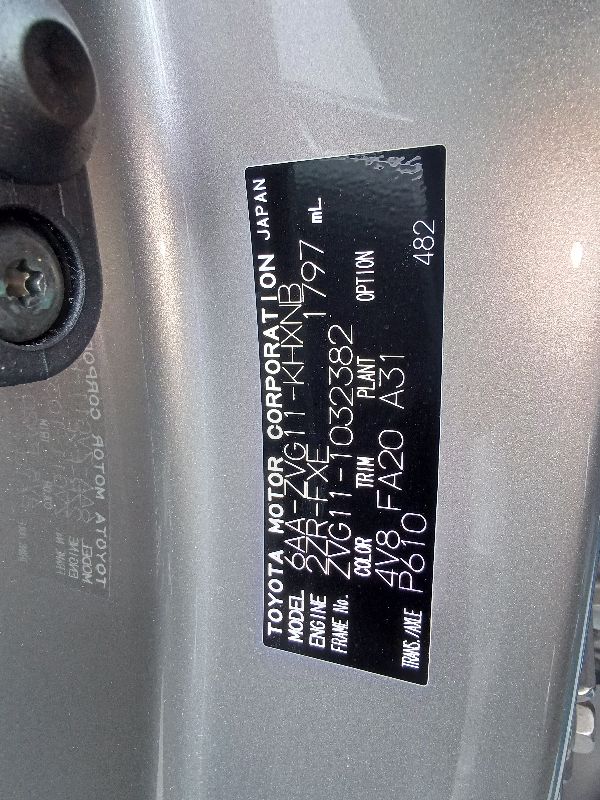 TOYOTA MOTOR CORPORATION JAPAN
MODEL 6AA-ZVG11-KHXNB
ENGINE 2ZR-FXE 1797 mL
FRAME No. ZVG11-1032382
COLOR TRIM PLANT OPTION
4V8 FA20 A31
TRANS./AXLE P610 482